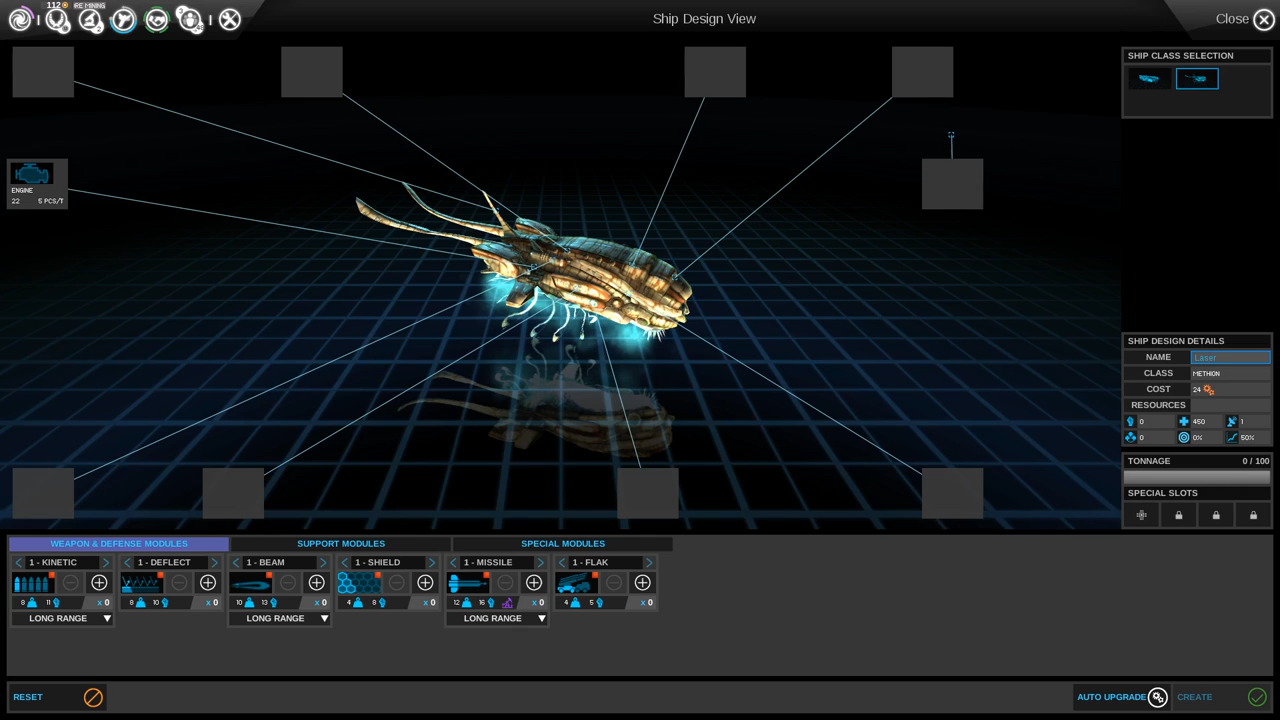 112
RE MINING
Ship Design View
Close
SHIP CLASS SELECTION
ENGINE
22 5 PCS/T
SHIP DESIGN DETAILS
NAME Laser
CLASS METHION
COST 24
RESOURCES
0 450 1
0 0% 50%
TONNAGE 0 / 100
SPECIAL SLOTS
WEAPON & DEFENSE MODULES SUPPORT MODULES SPECIAL MODULES
1 - KINETIC 1 - DEFLECT 1 - BEAM 1 - SHIELD 1 - MISSILE 1 - FLAK
8 11 x 0 8 10 x 0 10 13 x 0 4 8 x 0 12 16 x 0 4 5 x 0
LONG RANGE LONG RANGE LONG RANGE
RESET AUTO UPGRADE CREATE